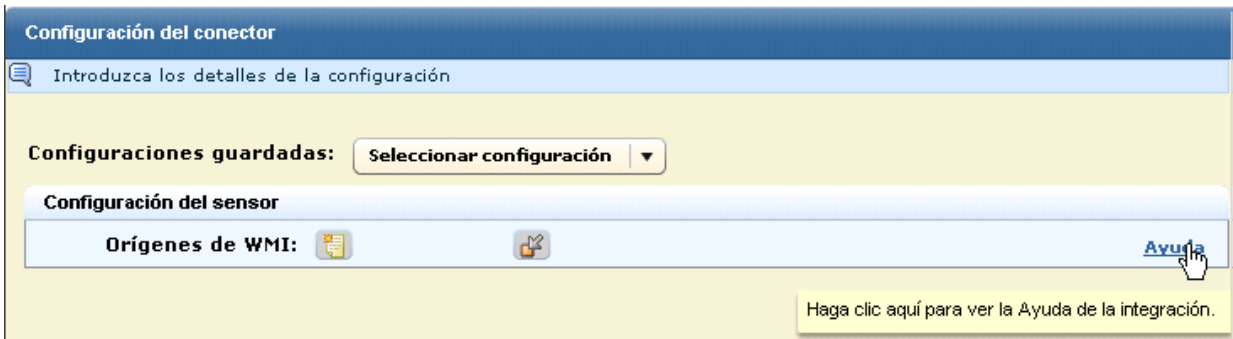 Configuración del conector
Introduzca los detalles de la configuración
Configuraciones guardadas: Seleccionar configuración
Configuración del sensor
Orígenes de WMI: Ayuda
Haga clic aquí para ver la Ayuda de la integración.